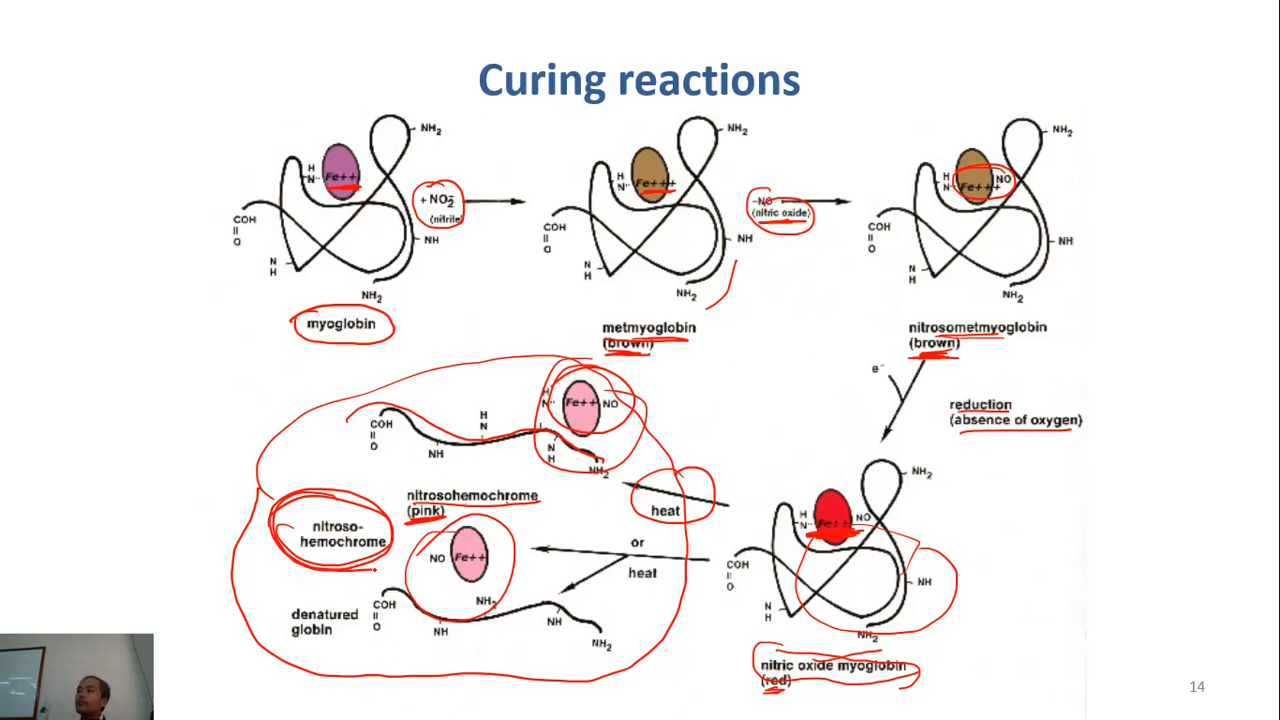 Curing reactions
NH2
H
N··
Fe++
+ NO2-
(nitrite)
COH
||
O
NH
N
H
NH2
myoglobin
NH2
H
N··
Fe+++
-NO
(nitric oxide)
COH
||
O
NH
N
H
NH2
metmyoglobin
(brown)
NH2
H
N··
Fe+++
NO
COH
||
O
NH
N
H
NH2
nitrosometmyoglobin
(brown)
e-
reduction
(absence of oxygen)
NH2
H
N··
Fe++
NO
COH
||
O
NH
N
H
NH2
nitric oxide myoglobin
(red)
heat
or
heat
H
N··
Fe++
NO
COH
||
O
H
N
NH
N
H
NH2
nitrosohemochrome
(pink)
nitroso-
hemochrome
NO
Fe++
denatured
globin
COH
||
O
NH2
NH
NH
NH2
14